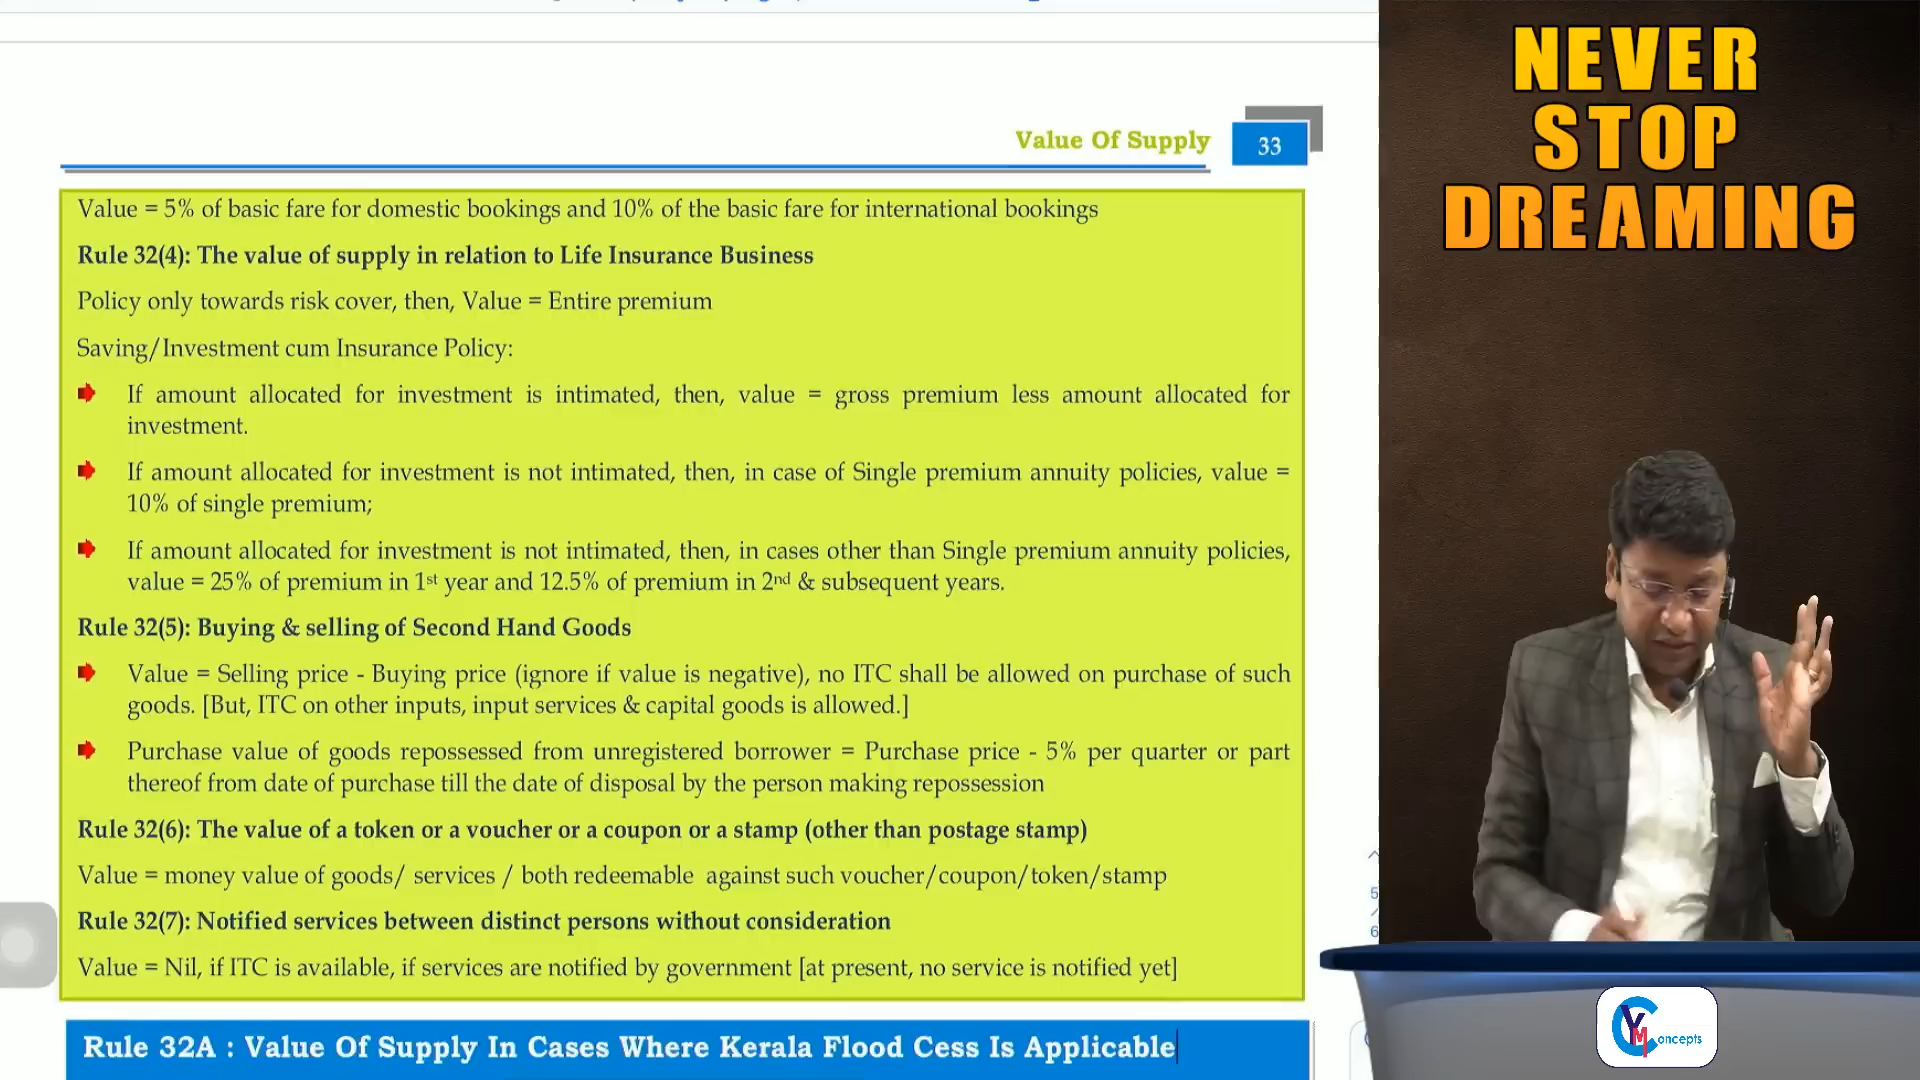 Value Of Supply
33
Value = 5% of basic fare for domestic bookings and 10% of the basic fare for international bookings
Rule 32(4): The value of supply in relation to Life Insurance Business
Policy only towards risk cover, then, Value = Entire premium
Saving/Investment cum Insurance Policy:
If amount allocated for investment is intimated, then, value = gross premium less amount allocated for
investment.
If amount allocated for investment is not intimated, then, in case of Single premium annuity policies, value =
10% of single premium;
If amount allocated for investment is not intimated, then, in cases other than Single premium annuity policies,
value = 25% of premium in 1st year and 12.5% of premium in 2nd & subsequent years.
Rule 32(5): Buying & selling of Second Hand Goods
Value = Selling price - Buying price (ignore if value is negative), no ITC shall be allowed on purchase of such
goods. [But, ITC on other inputs, input services & capital goods is allowed.]
Purchase value of goods repossessed from unregistered borrower = Purchase price - 5% per quarter or part
thereof from date of purchase till the date of disposal by the person making repossession
Rule 32(6): The value of a token or a voucher or a coupon or a stamp (other than postage stamp)
Value = money value of goods/ services / both redeemable against such voucher/coupon/token/stamp
Rule 32(7): Notified services between distinct persons without consideration
Value = Nil, if ITC is available, if services are notified by government [at present, no service is notified yet]
Rule 32A : Value Of Supply In Cases Where Kerala Flood Cess Is Applicable
5
6
NEVER
STOP
DREAMING
VM Concepts